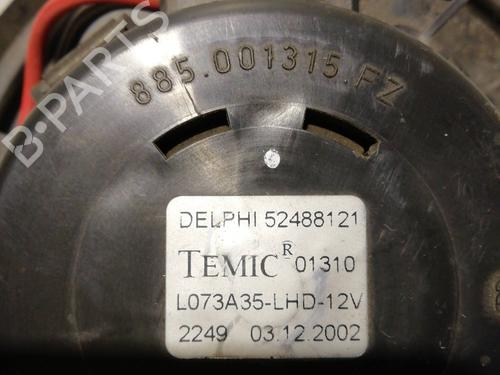 B-PARTS
885.001315.FZ
DELPHI 52488121
TEMIC® 01310
L073A35-LHD-12V
2249 03.12.2002